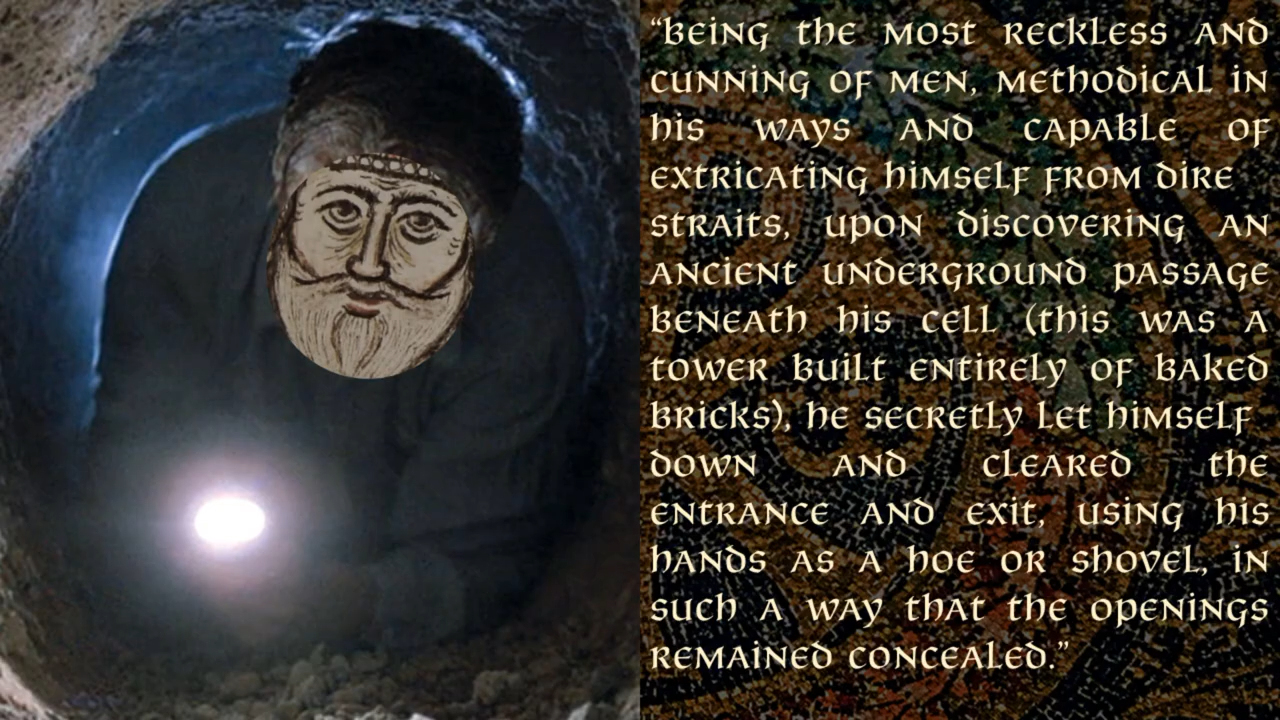 “Being the most reckless and
cunning of men, methodical in
his ways and capable of
extricating himself from dire
straits, upon discovering an
ancient underground passage
beneath his cell (this was a
tower built entirely of baked
bricks), he secretly let himself
down and cleared the
entrance and exit, using his
hands as a hoe or shovel, in
such a way that the openings
remained concealed.”